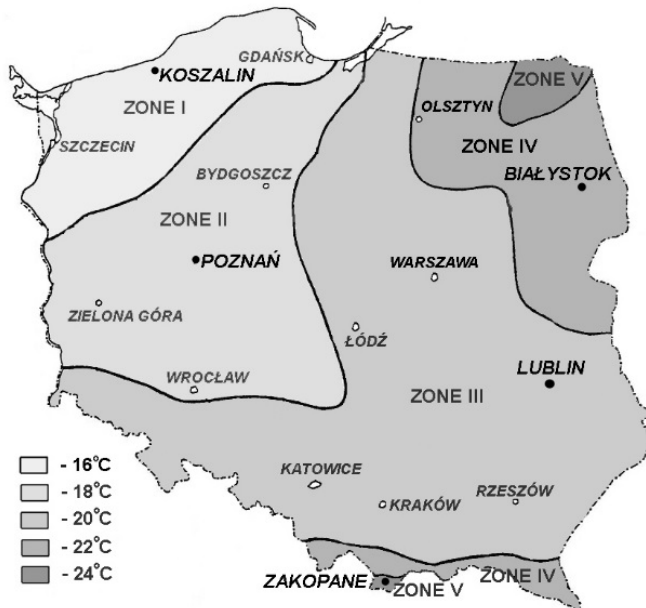 GDAŃSK
KOSZALIN
ZONE V
ZONE I
OLSZTYN
SZCZECIN
ZONE IV
BYDGOSZCZ
BIAŁYSTOK
ZONE II
POZNAŃ
WARSZAWA
ZIELONA GÓRA
ŁÓDŹ
WROCŁAW
LUBLIN
ZONE III
- 16°C
KATOWICE
- 18°C
KRAKÓW
RZESZÓW
- 20°C
- 22°C
ZONE IV
- 24°C
ZAKOPANE
ZONE V